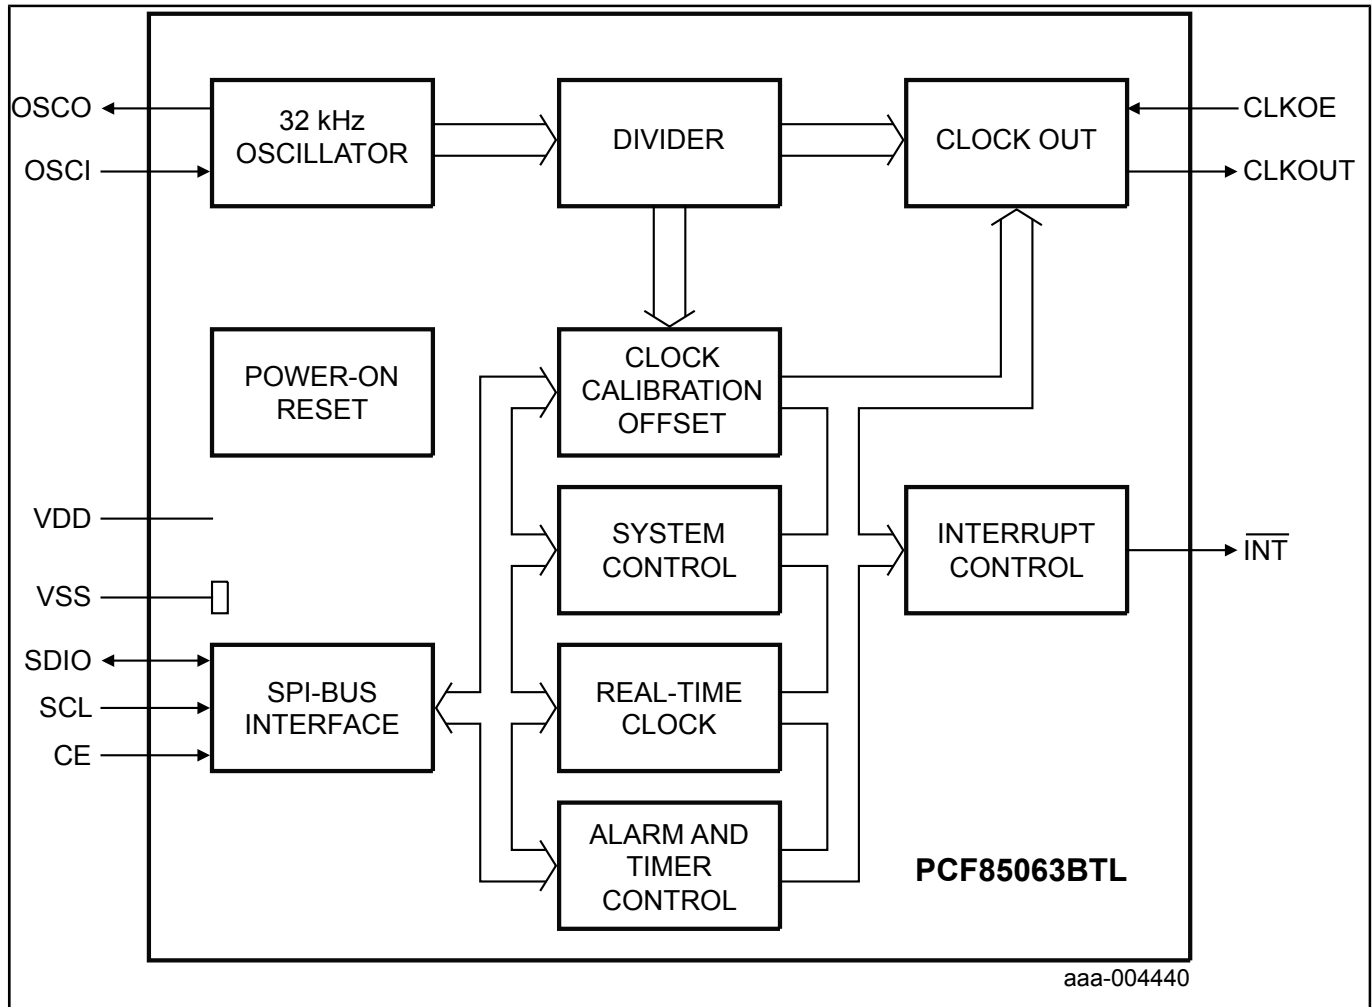 OSCO
OSCI
32 kHz
OSCILLATOR
DIVIDER
CLOCK OUT
CLKOE
CLKOUT
POWER-ON
RESET
CLOCK
CALIBRATION
OFFSET
VDD
VSS
SYSTEM
CONTROL
INTERRUPT
CONTROL
INT
SDIO
SCL
CE
SPI-BUS
INTERFACE
REAL-TIME
CLOCK
ALARM AND
TIMER
CONTROL
PCF85063BTL
aaa-004440